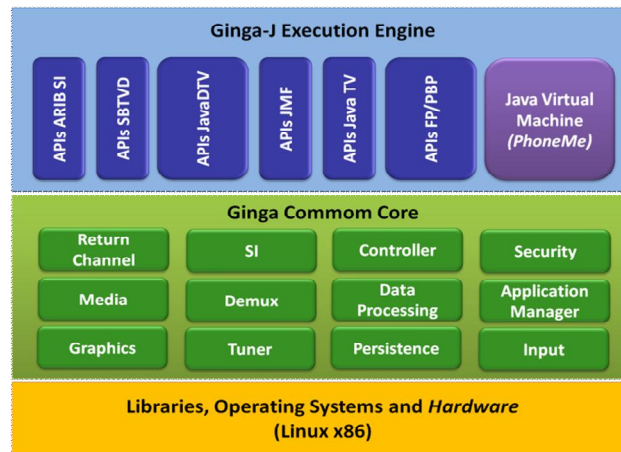 Ginga-J Execution Engine
APIs ARIB SI
APIs SBTVD
APIs JavaDTV
APIs JMF
APIs Java TV
APIs FP/PBP
Java Virtual
Machine
(PhoneMe)
Ginga Commom Core
Return
Channel
SI
Controller
Security
Media
Demux
Data
Processing
Application
Manager
Graphics
Tuner
Persistence
Input
Libraries, Operating Systems and Hardware
(Linux x86)